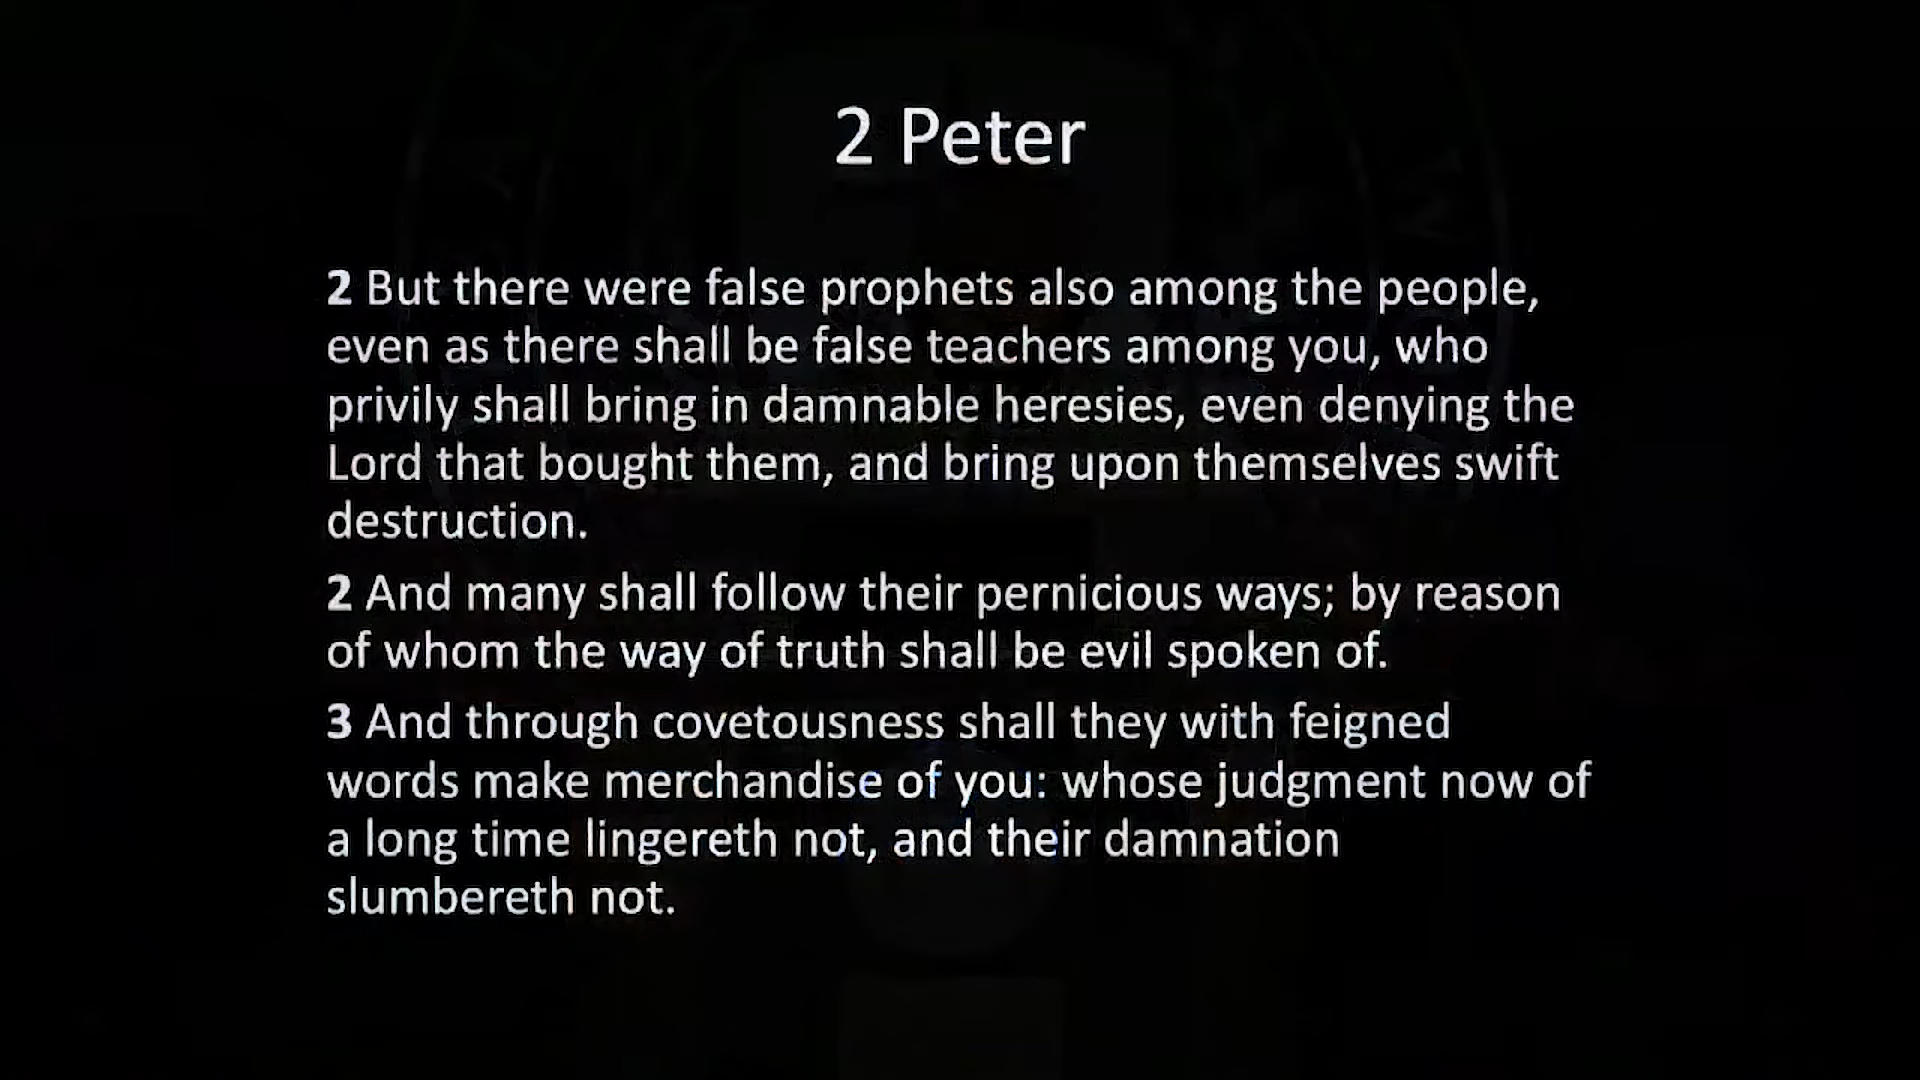 2 Peter
2 But there were false prophets also among the people,
even as there shall be false teachers among you, who
privily shall bring in damnable heresies, even denying the
Lord that bought them, and bring upon themselves swift
destruction.
2 And many shall follow their pernicious ways; by reason
of whom the way of truth shall be evil spoken of.
3 And through covetousness shall they with feigned
words make merchandise of you: whose judgment now of
a long time lingereth not, and their damnation
slumbereth not.